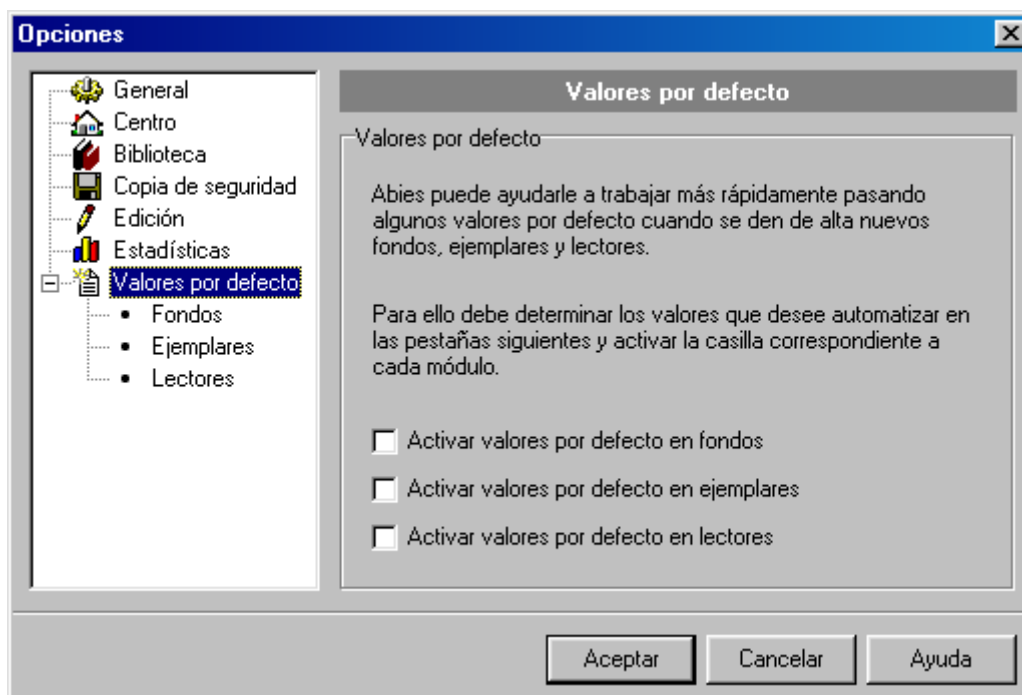 Opciones
General
Centro
Biblioteca
Copia de seguridad
Edición
Estadísticas
Valores por defecto
Fondos
Ejemplares
Lectores
Valores por defecto
Valores por defecto
Abies puede ayudarle a trabajar más rápidamente pasando
algunos valores por defecto cuando se den de alta nuevos
fondos, ejemplares y lectores.
Para ello debe determinar los valores que desee automatizar en
las pestañas siguientes y activar la casilla correspondiente a
cada módulo.
Activar valores por defecto en fondos
Activar valores por defecto en ejemplares
Activar valores por defecto en lectores
Aceptar
Cancelar
Ayuda